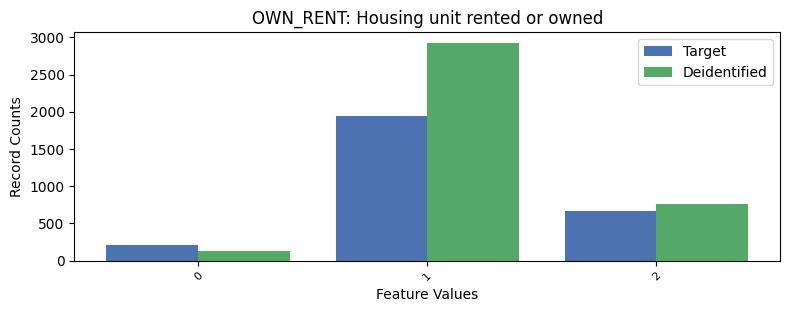 OWN_RENT: Housing unit rented or owned
3000
2500
2000
1500
1000
500
0
Record Counts
Target
Deidentified
0
1
2
Feature Values